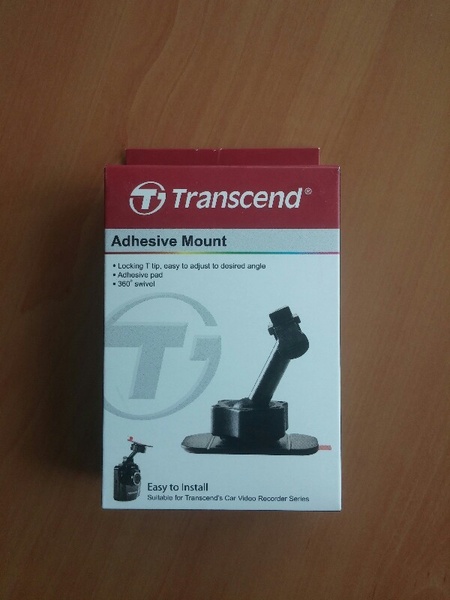 Transcend®
Adhesive Mount
• Locking T tip, easy to adjust to desired angle
• Adhesive pad
• 360° swivel
Easy to Install
Suitable for Transcend's Car Video Recorder Series